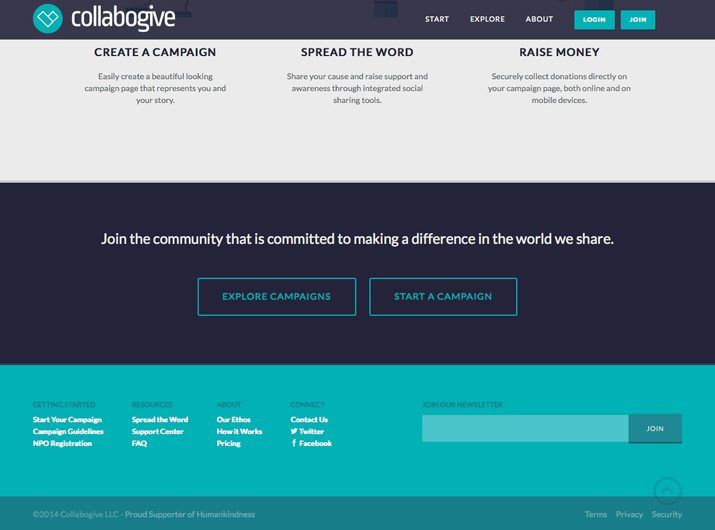 collabogive
START EXPLORE ABOUT LOGIN JOIN
CREATE A CAMPAIGN
Easily create a beautiful looking
campaign page that represents you and
your story.
SPREAD THE WORD
Share your cause and raise support and
awareness through integrated social
sharing tools.
RAISE MONEY
Securely collect donations directly on
your campaign page, both online and on
mobile devices.
Join the community that is committed to making a difference in the world we share.
EXPLORE CAMPAIGNS
START A CAMPAIGN
GETTING STARTED
Start Your Campaign
Campaign Guidelines
NPO Registration
RESOURCES
Spread the Word
Support Center
FAQ
ABOUT
Our Ethos
How it Works
Pricing
CONNECT
Contact Us
Twitter
Facebook
JOIN OUR NEWSLETTER
JOIN
©2014 Collabogive LLC - Proud Supporter of Humankindness
Terms Privacy Security